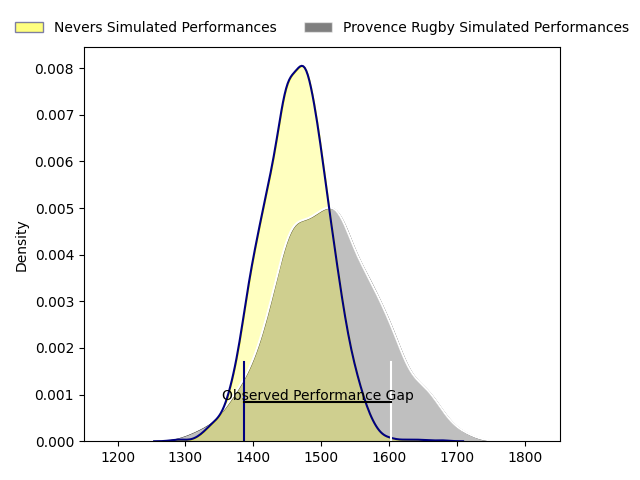 Nevers Simulated Performances
Provence Rugby Simulated Performances
0.008
0.007
0.006
0.005
0.004
0.003
0.002
0.001
0.000
Density
Observed Performance Gap
1200 1300 1400 1500 1600 1700 1800